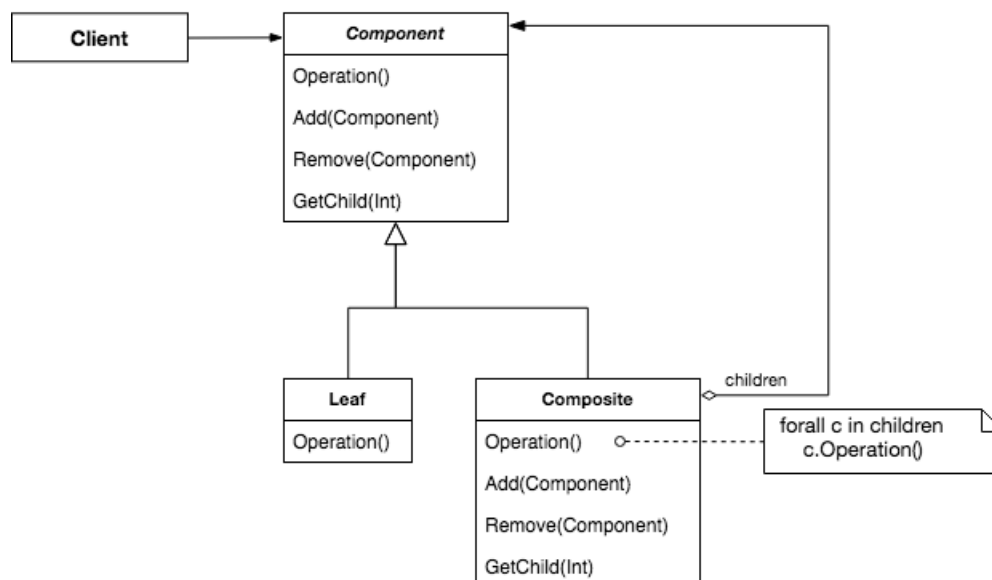 Client
Component
Operation()
Add(Component)
Remove(Component)
GetChild(Int)
children
Leaf
Operation()
Composite
Operation()
Add(Component)
Remove(Component)
GetChild(Int)
forall c in children
c.Operation()